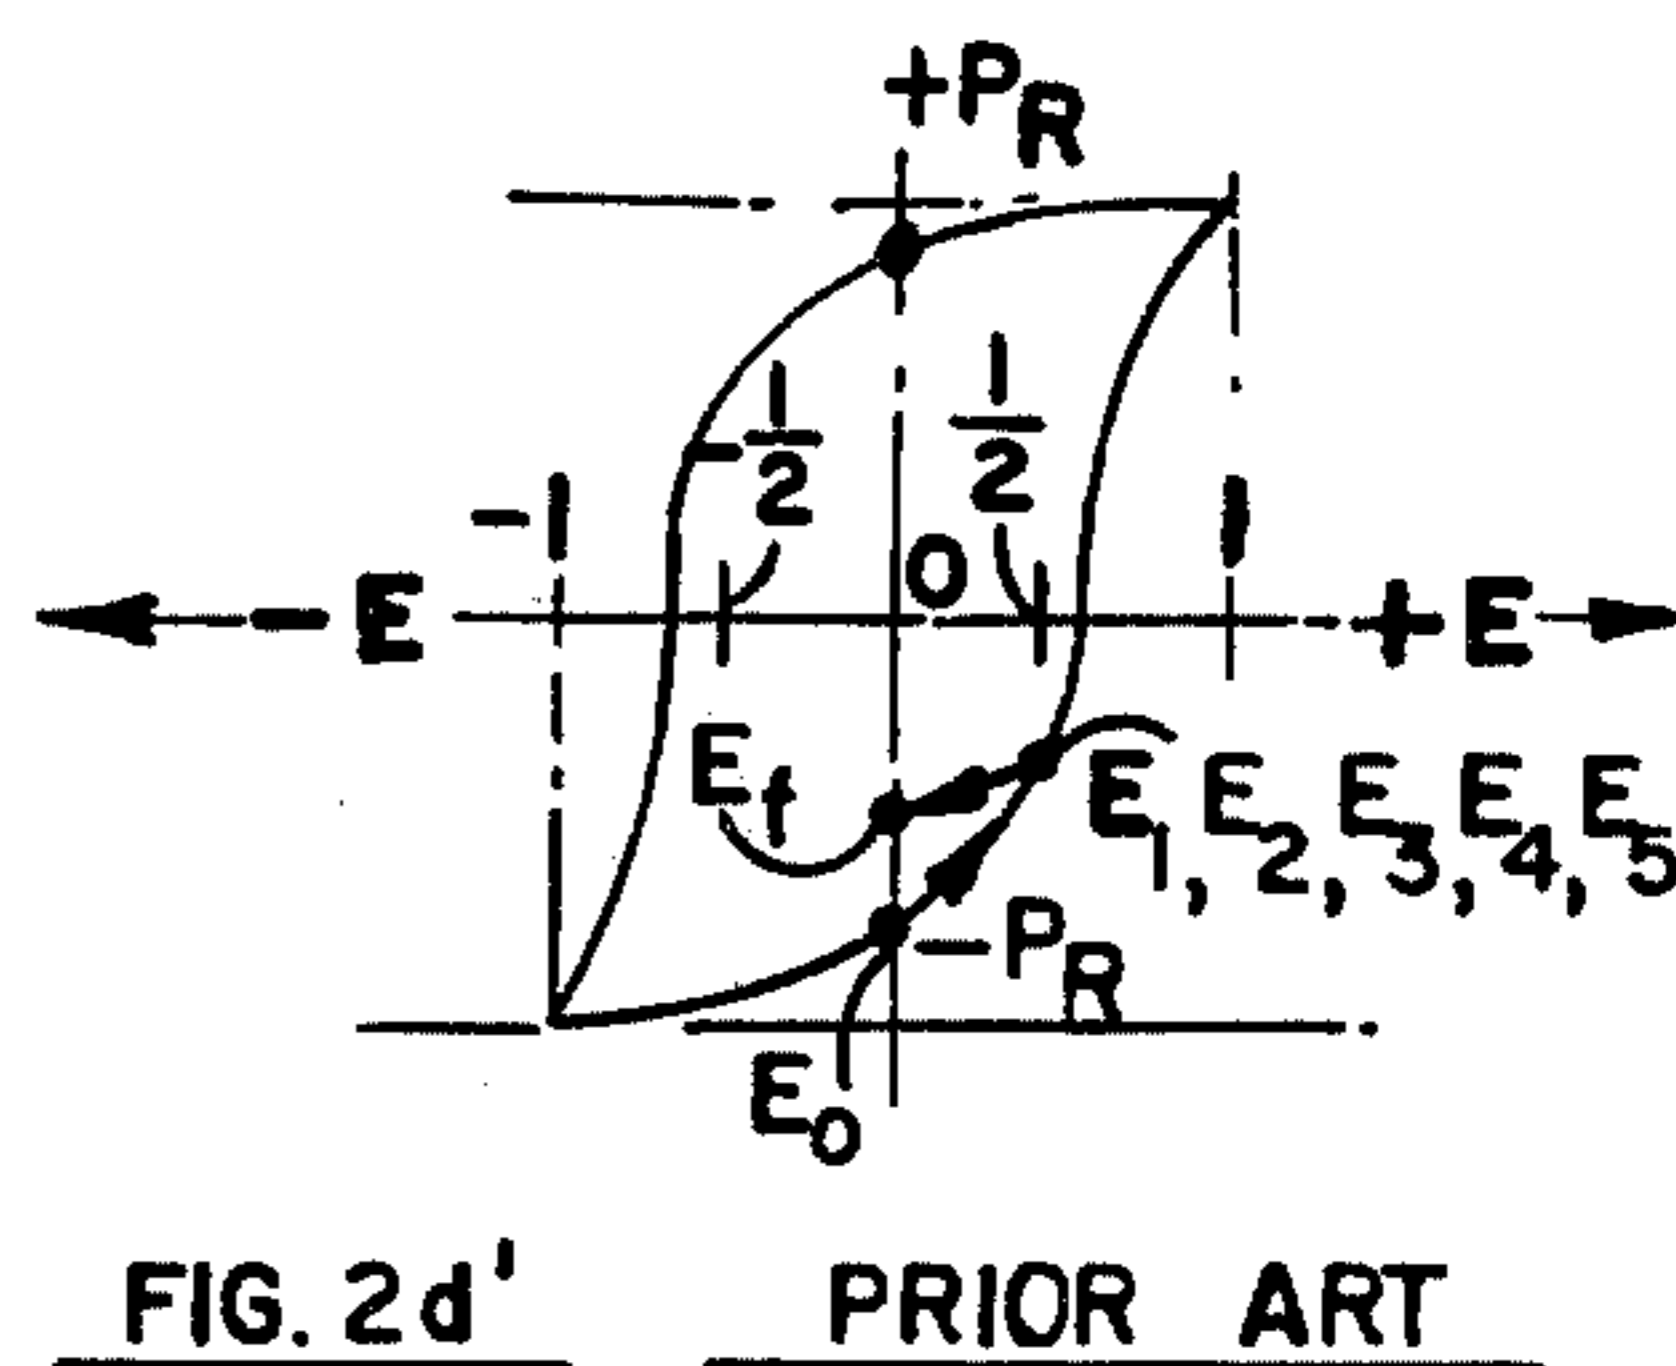 +PR
-1/2
1/2
-1
0
1
- E
+ E
Ef
E1, E2, E3, E4, E5
-PR
E0
FIG. 2d'
PRIOR ART